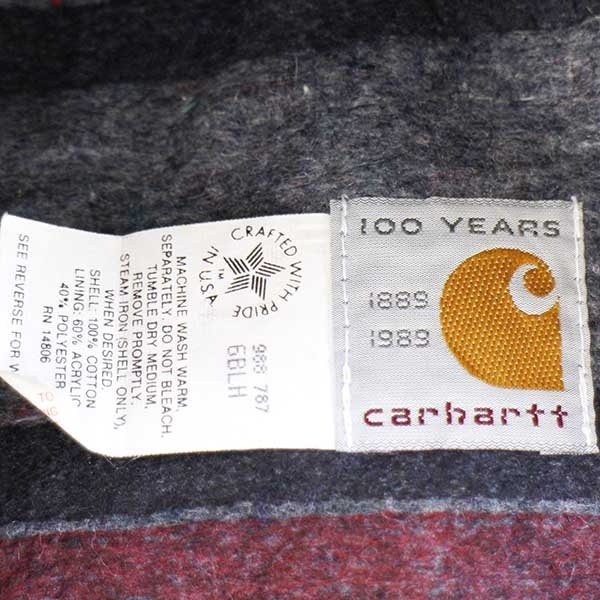 CRAFTED WITH PRIDE
IN U.S.A.
TM
MACHINE WASH WARM,
SEPARATELY. DO NOT BLEACH.
TUMBLE DRY MEDIUM.
REMOVE PROMPTLY.
STEAM IRON (SHELL ONLY),
WHEN DESIRED.
SHELL: 100% COTTON
LINING: 60% ACRYLIC
40% POLYESTER
RN 14806
SEE REVERSE FOR
988 787
6BLH
100 YEARS
1889
1989
carhartt